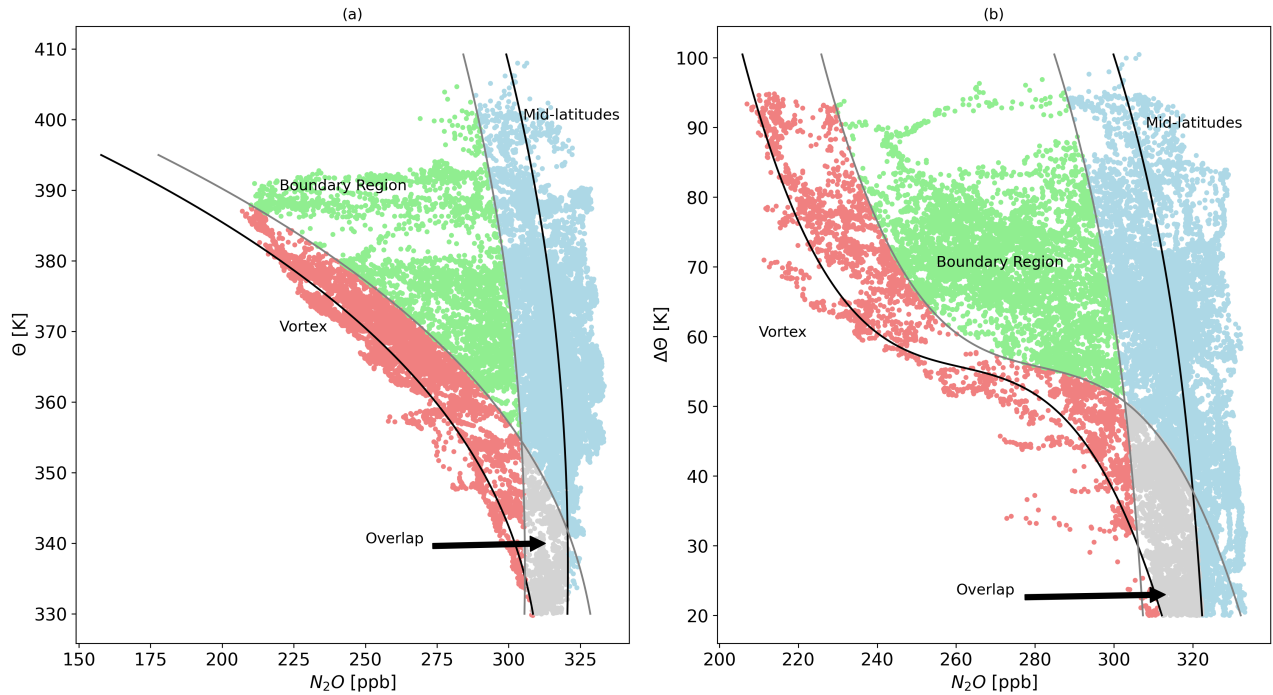 (a)
410
400
390
380
370
360
350
340
330
Θ [K]
Mid-latitudes
Boundary Region
Vortex
Overlap
150 175 200 225 250 275 300 325
N₂O [ppb]
(b)
100
90
80
70
60
50
40
30
20
ΔΘ [K]
Mid-latitudes
Boundary Region
Vortex
Overlap
200 220 240 260 280 300 320
N₂O [ppb]